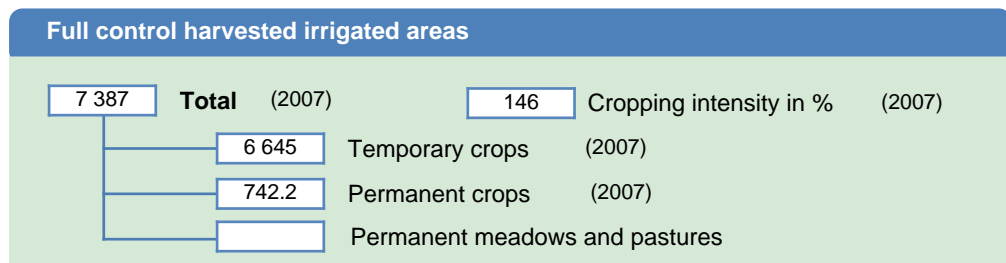 Full control harvested irrigated areas
7 387 Total (2007) 146 Cropping intensity in % (2007)
6 645 Temporary crops (2007)
742.2 Permanent crops (2007)
Permanent meadows and pastures